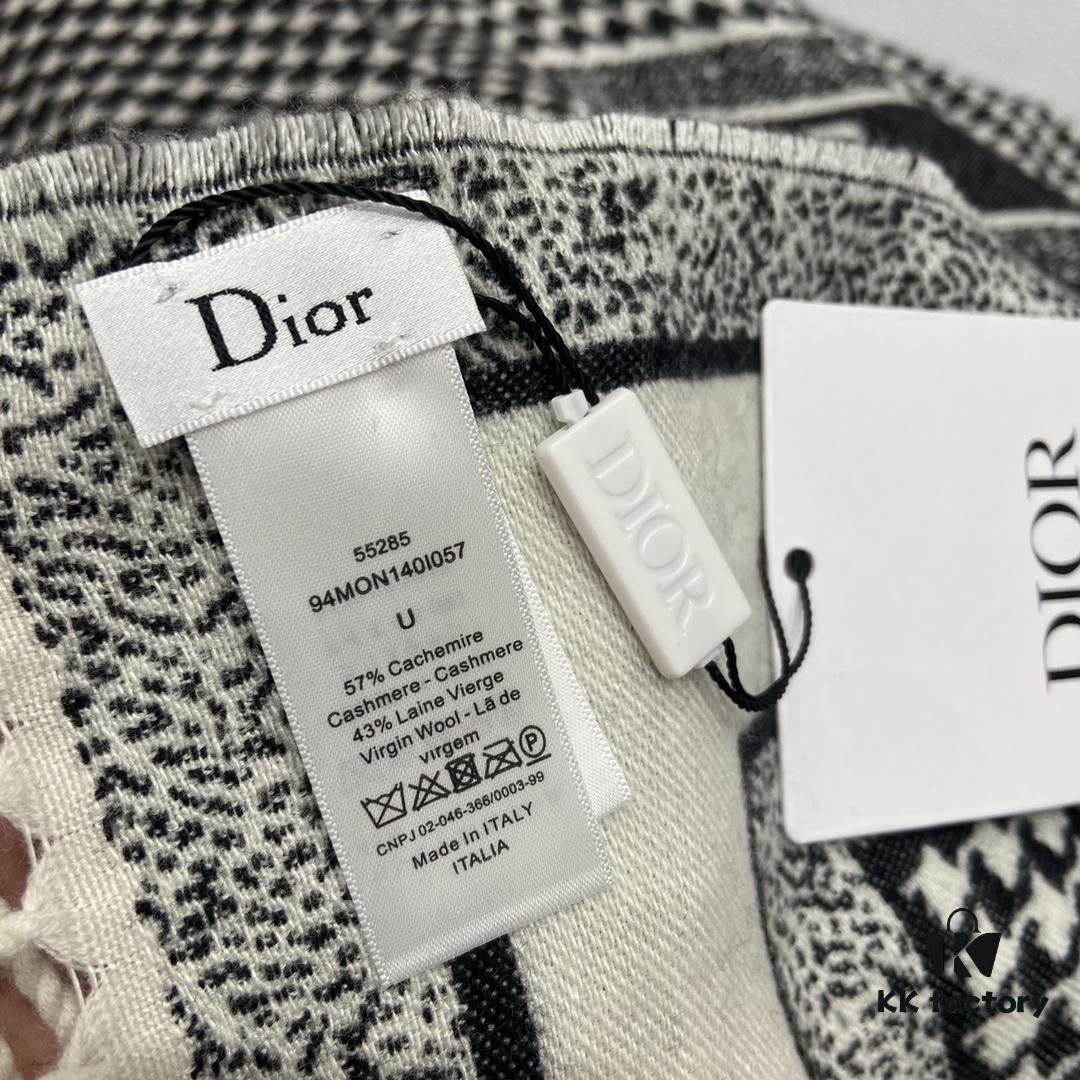 Dior
55285
94MON140I057
U
57% Cachemire
Cashmere - Cashmere
43% Laine Vierge
Virgin Wool - Lã de
virgem
P
CNPJ 02-046-366/0003-99
Made In ITALY
ITALIA
DIOR
DIOR
KK factory